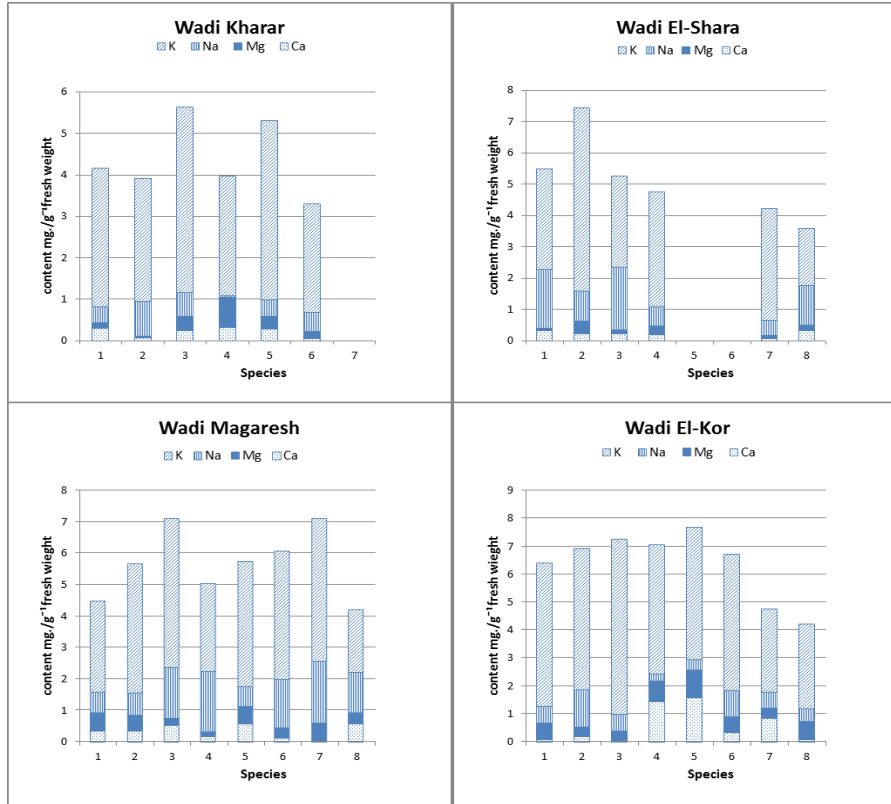 Wadi Kharar
K Na Mg Ca
6
5
4
3
2
1
0
content mg./g⁻¹fresh weight
1 2 3 4 5 6 7
Species
Wadi El-Shara
K Na Mg Ca
8
7
6
5
4
3
2
1
0
content mg./g⁻¹fresh weight
1 2 3 4 5 6 7 8
Species
Wadi Magaresh
K Na Mg Ca
8
7
6
5
4
3
2
1
0
content mg./g⁻¹fresh wieght
1 2 3 4 5 6 7 8
Species
Wadi El-Kor
K Na Mg Ca
9
8
7
6
5
4
3
2
1
0
content mg./g⁻¹fresh weight
1 2 3 4 5 6 7 8
Species